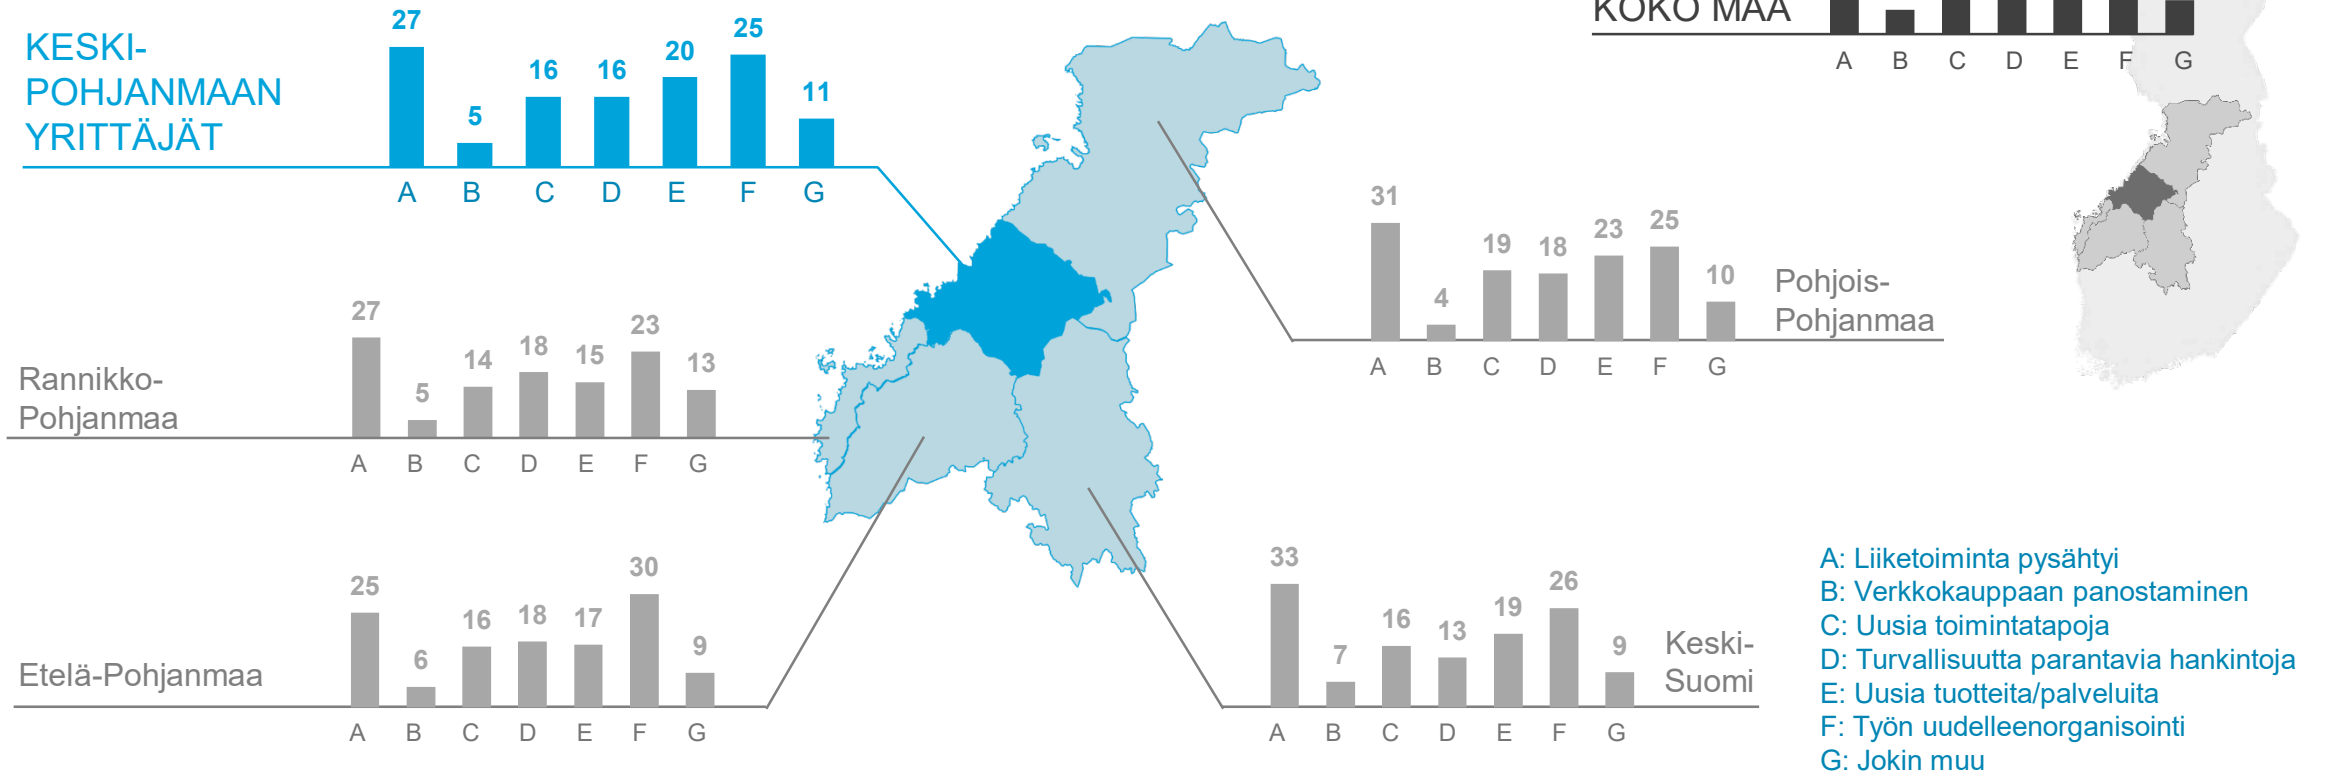 KESKI-
POHJANMAAN
YRITTÄJÄT
27
5
16
16
20
25
11
A B C D E F G
KOKO MAA
A B C D E F G
Rannikko-
Pohjanmaa
27
5
14
18
15
23
13
A B C D E F G
31
4
19
18
23
25
10
Pohjois-
Pohjanmaa
A B C D E F G
Etelä-Pohjanmaa
25
6
16
18
17
30
9
A B C D E F G
33
7
16
13
19
26
9
Keski-
Suomi
A B C D E F G
A: Liiketoiminta pysähtyi
B: Verkkokauppaan panostaminen
C: Uusia toimintatapoja
D: Turvallisuutta parantavia hankintoja
E: Uusia tuotteita/palveluita
F: Työn uudelleenorganisointi
G: Jokin muu